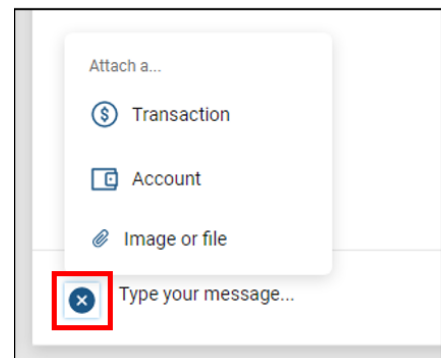 Attach a...
Transaction
Account
Image or file
Type your message...